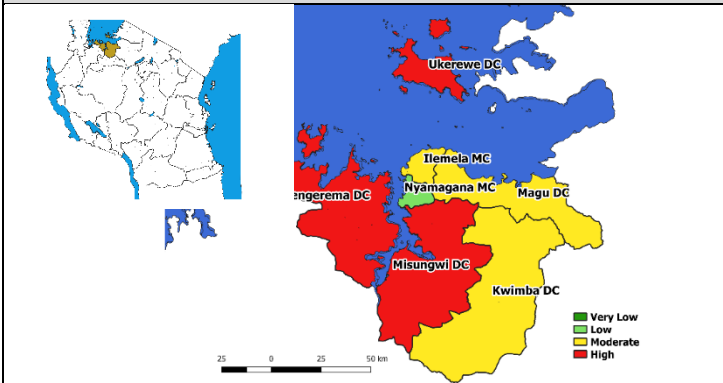 Ukerewe DC
Ilemela MC
Nyamagana MC
Magu DC
engerema DC
Misungwi DC
Kwimba DC
Very Low
Low
Moderate
High
25 0 25 50 km